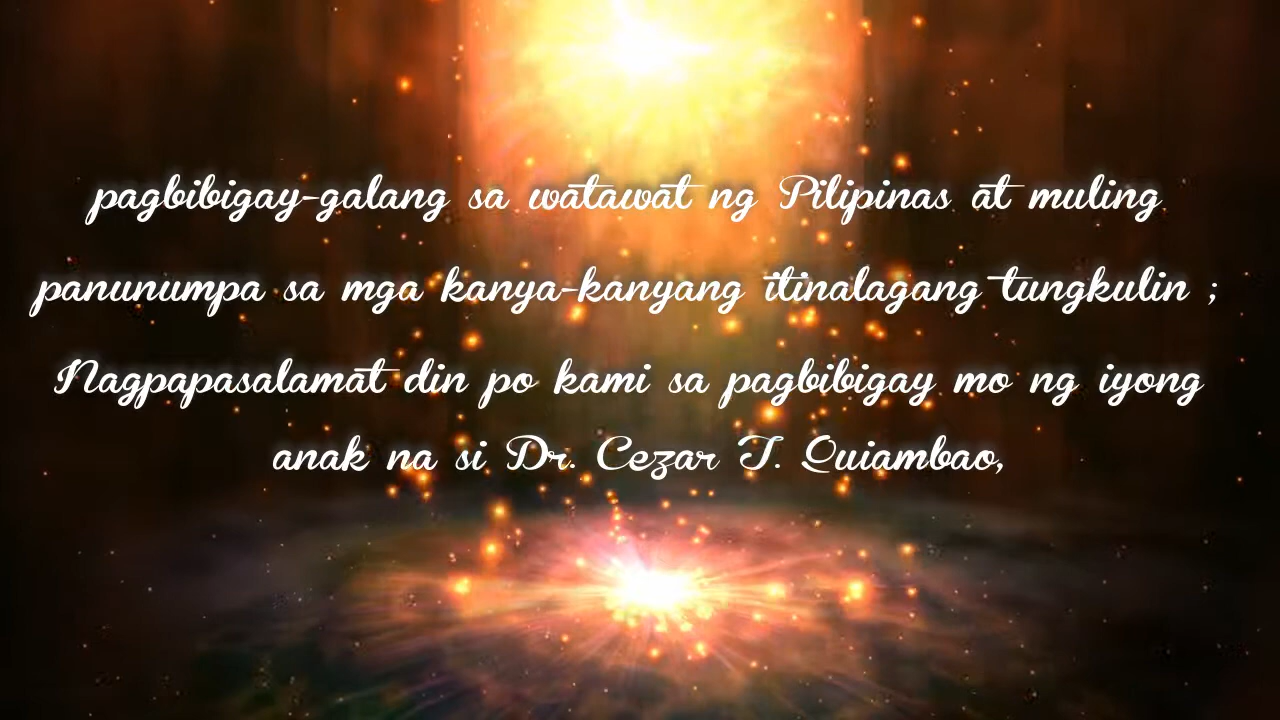 pagbibigay-galang sa watawat ng Pilipinas at muling
panunumpa sa mga kanya-kanyang itinalagang tungkulin ;
Nagpapasalamat din po kami sa pagbibigay mo ng iyong
anak na si Dr. Cezar T. Quiambao,